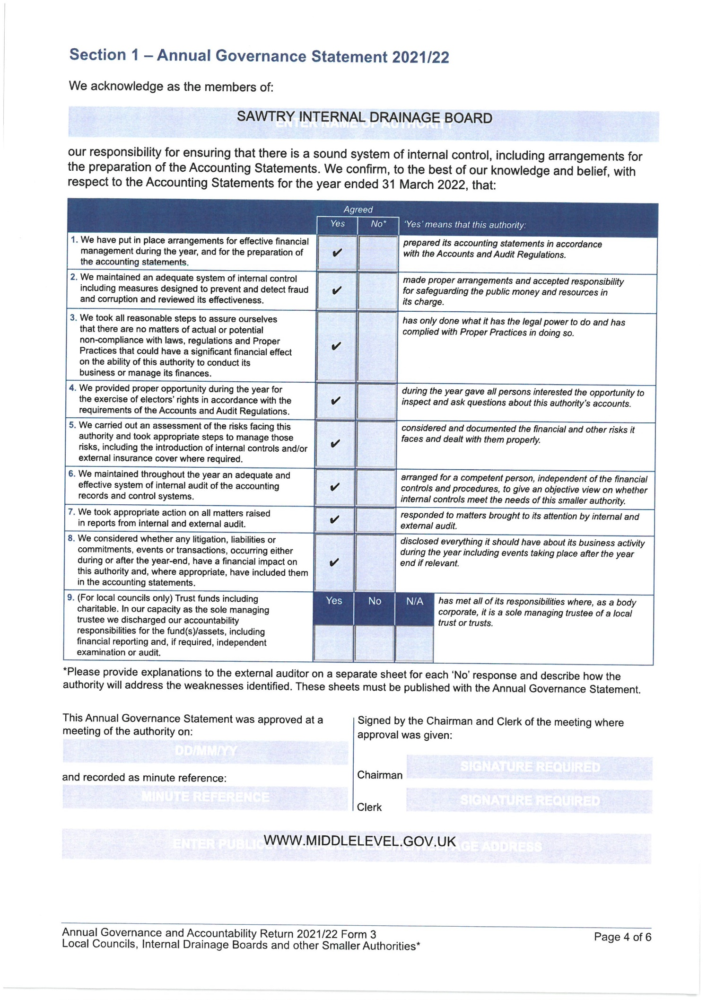 Section 1 – Annual Governance Statement 2021/22
We acknowledge as the members of:
ENTER NAME OF AUTHORITY
SAWTRY INTERNAL DRAINAGE BOARD
our responsibility for ensuring that there is a sound system of internal control, including arrangements for
the preparation of the Accounting Statements. We confirm, to the best of our knowledge and belief, with
respect to the Accounting Statements for the year ended 31 March 2022, that:
Agreed
Yes No* ‘Yes’ means that this authority:
1. We have put in place arrangements for effective financial
management during the year, and for the preparation of
the accounting statements.
✔
prepared its accounting statements in accordance
with the Accounts and Audit Regulations.
2. We maintained an adequate system of internal control
including measures designed to prevent and detect fraud
and corruption and reviewed its effectiveness.
✔
made proper arrangements and accepted responsibility
for safeguarding the public money and resources in
its charge.
3. We took all reasonable steps to assure ourselves
that there are no matters of actual or potential
non-compliance with laws, regulations and Proper
Practices that could have a significant financial effect
on the ability of this authority to conduct its
business or manage its finances.
✔
has only done what it has the legal power to do and has
complied with Proper Practices in doing so.
4. We provided proper opportunity during the year for
the exercise of electors’ rights in accordance with the
requirements of the Accounts and Audit Regulations.
✔
during the year gave all persons interested the opportunity to
inspect and ask questions about this authority’s accounts.
5. We carried out an assessment of the risks facing this
authority and took appropriate steps to manage those
risks, including the introduction of internal controls and/or
external insurance cover where required.
✔
considered and documented the financial and other risks it
faces and dealt with them properly.
6. We maintained throughout the year an adequate and
effective system of internal audit of the accounting
records and control systems.
✔
arranged for a competent person, independent of the financial
controls and procedures, to give an objective view on whether
internal controls meet the needs of this smaller authority.
7. We took appropriate action on all matters raised
in reports from internal and external audit.
✔
responded to matters brought to its attention by internal and
external audit.
8. We considered whether any litigation, liabilities or
commitments, events or transactions, occurring either
during or after the year-end, have a financial impact on
this authority and, where appropriate, have included them
in the accounting statements.
✔
disclosed everything it should have about its business activity
during the year including events taking place after the year
end if relevant.
9. (For local councils only) Trust funds including
charitable. In our capacity as the sole managing
trustee we discharged our accountability
responsibilities for the fund(s)/assets, including
financial reporting and, if required, independent
examination or audit.
Yes No N/A
has met all of its responsibilities where, as a body
corporate, it is a sole managing trustee of a local
trust or trusts.
*Please provide explanations to the external auditor on a separate sheet for each ‘No’ response and describe how the
authority will address the weaknesses identified. These sheets must be published with the Annual Governance Statement.
This Annual Governance Statement was approved at a
meeting of the authority on:
DD/MM/YY
and recorded as minute reference:
MINUTE REFERENCE
Signed by the Chairman and Clerk of the meeting where
approval was given:
Chairman SIGNATURE REQUIRED
Clerk SIGNATURE REQUIRED
WWW.MIDDLELEVEL.GOV.UK
ENTER PUBLICLY ADDRESS
Annual Governance and Accountability Return 2021/22 Form 3
Local Councils, Internal Drainage Boards and other Smaller Authorities*
Page 4 of 6